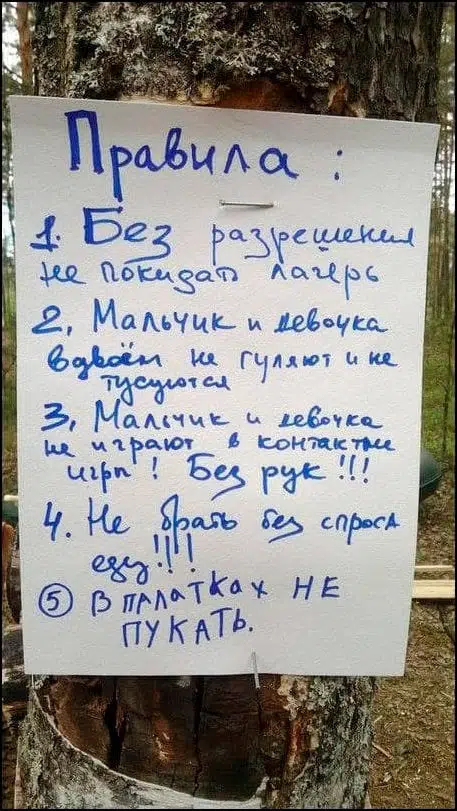 Правила :
1. Без разрешения
не покидать лагерь
2, Мальчик и девочка
вдвоём не гуляют и не
тусуются
3, Мальчик и девочка
не играют в контактные
игры ! Без рук !!!
4. Не брать без спроса
еду !!!
5 В ПАЛАТКАХ НЕ
ПУКАТЬ.